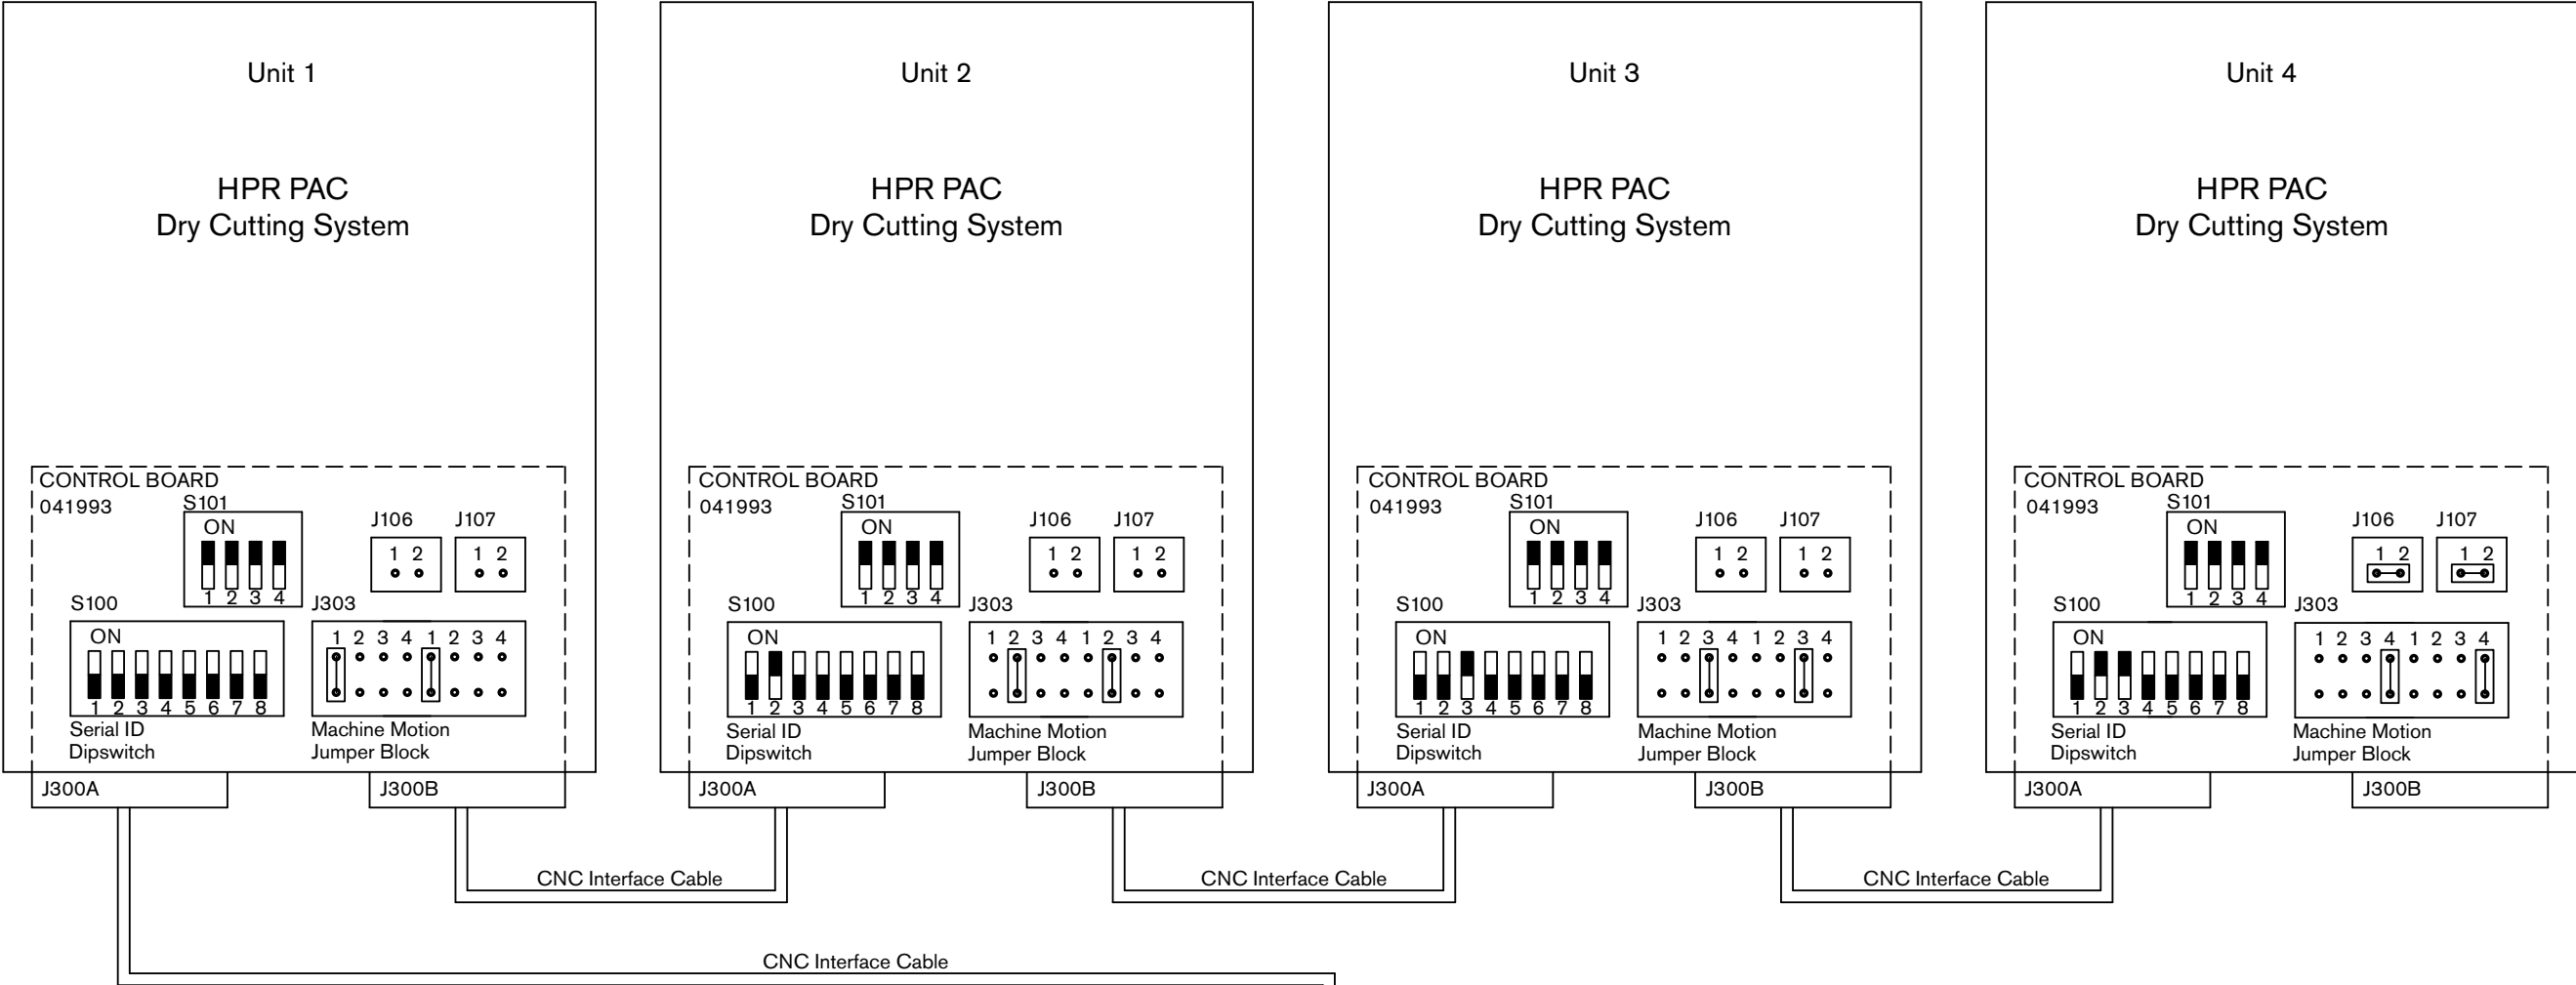 Unit 1
HPR PAC
Dry Cutting System
CONTROL BOARD
041993
S101
ON
1 2 3 4
J106
1 2
J107
1 2
S100
ON
1 2 3 4 5 6 7 8
Serial ID
Dipswitch
J303
1 2 3 4 1 2 3 4
Machine Motion
Jumper Block
J300A
J300B
Unit 2
HPR PAC
Dry Cutting System
CONTROL BOARD
041993
S101
ON
1 2 3 4
J106
1 2
J107
1 2
S100
ON
1 2 3 4 5 6 7 8
Serial ID
Dipswitch
J303
1 2 3 4 1 2 3 4
Machine Motion
Jumper Block
J300A
J300B
Unit 3
HPR PAC
Dry Cutting System
CONTROL BOARD
041993
S101
ON
1 2 3 4
J106
1 2
J107
1 2
S100
ON
1 2 3 4 5 6 7 8
Serial ID
Dipswitch
J303
1 2 3 4 1 2 3 4
Machine Motion
Jumper Block
J300A
J300B
Unit 4
HPR PAC
Dry Cutting System
CONTROL BOARD
041993
S101
ON
1 2 3 4
J106
1 2
J107
1 2
S100
ON
1 2 3 4 5 6 7 8
Serial ID
Dipswitch
J303
1 2 3 4 1 2 3 4
Machine Motion
Jumper Block
J300A
J300B
CNC Interface Cable
CNC Interface Cable
CNC Interface Cable
CNC Interface Cable